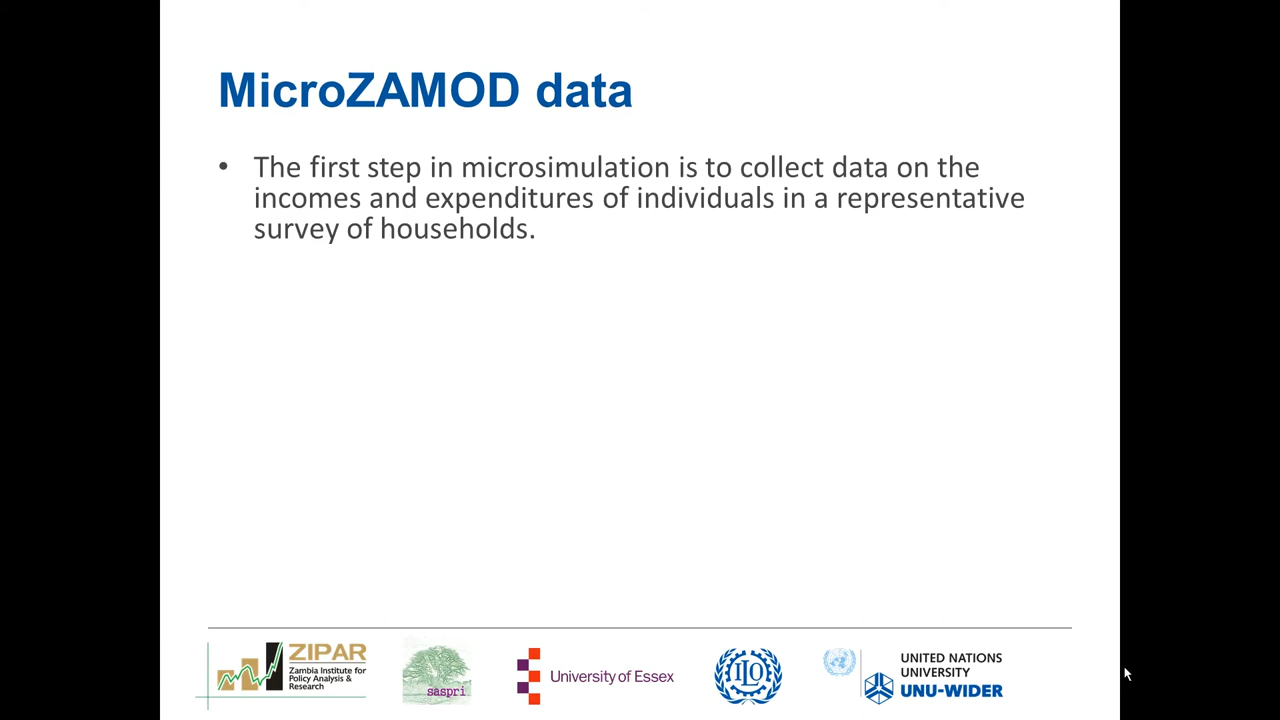 MicroZAMOD data
• The first step in microsimulation is to collect data on the
incomes and expenditures of individuals in a representative
survey of households.
ZIPAR
Zambia Institute for
Policy Analysis &
Research
saspri
University of Essex
ILO
UNITED NATIONS
UNIVERSITY
UNU-WIDER